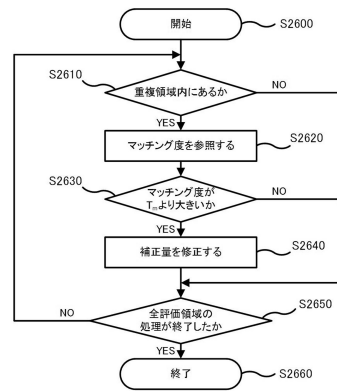 開始
S2600
S2610
重複領域内にあるか
NO
YES
マッチング度を参照する
S2620
S2630
マッチング度が
Tmより大きいか
NO
YES
補正量を修正する
S2640
全評価領域の
処理が終了したか
S2650
NO
YES
終了
S2660